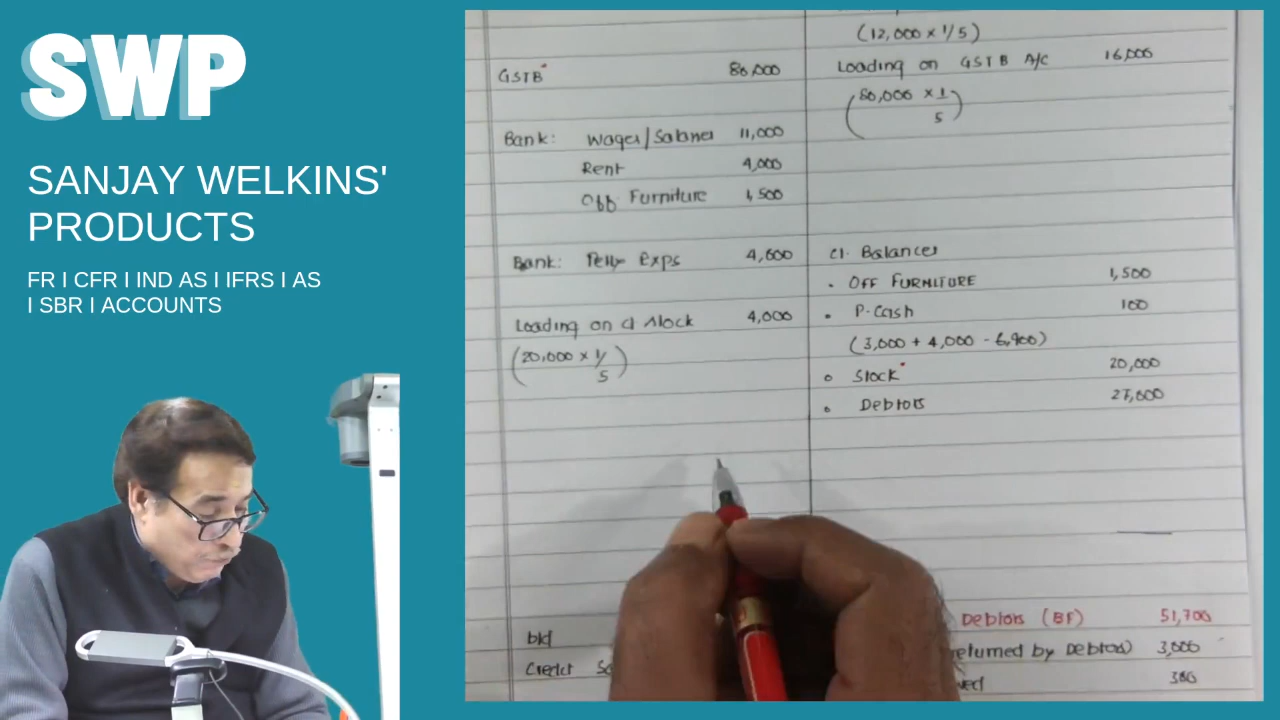 SWP
SANJAY WELKINS'
PRODUCTS
FR I CFR I IND AS I IFRS I AS
I SBR I ACCOUNTS
(12,000 × 1/5)
GSTB 80,000
Loading on GSTB A/C 16,000
(80,000 × 1/5)
Bank: Wages/Salaries 11,000
Rent 4,000
Off Furniture 1,500
Bank: Petty Exps 4,600
Loading on cl Stock 4,000
(20,000 × 1/5)
Cl. Balances
• OFF FURNITURE 1,500
• P. Cash 100
(3,000 + 4,000 - 6,900)
• Stock 20,000
• Debtors 27,600
b/d
Credit
Debtors (BF) 51,700
returned by Debtors) 3,000
300